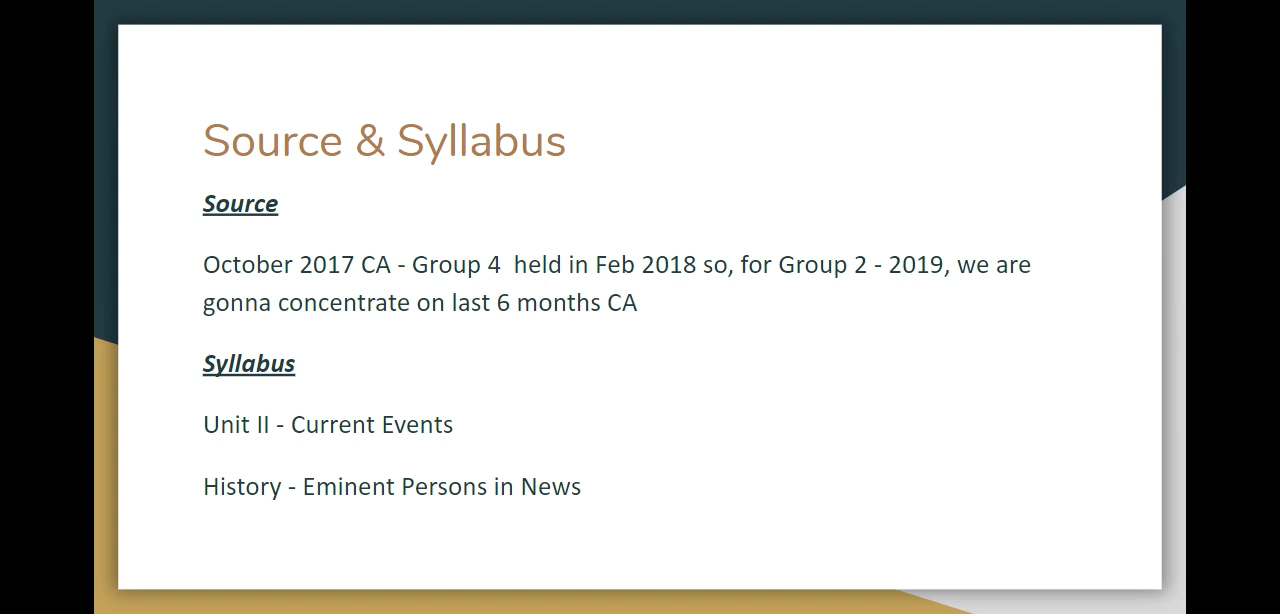 Source & Syllabus
Source
October 2017 CA - Group 4  held in Feb 2018 so, for Group 2 - 2019, we are
gonna concentrate on last 6 months CA
Syllabus
Unit II - Current Events
History - Eminent Persons in News